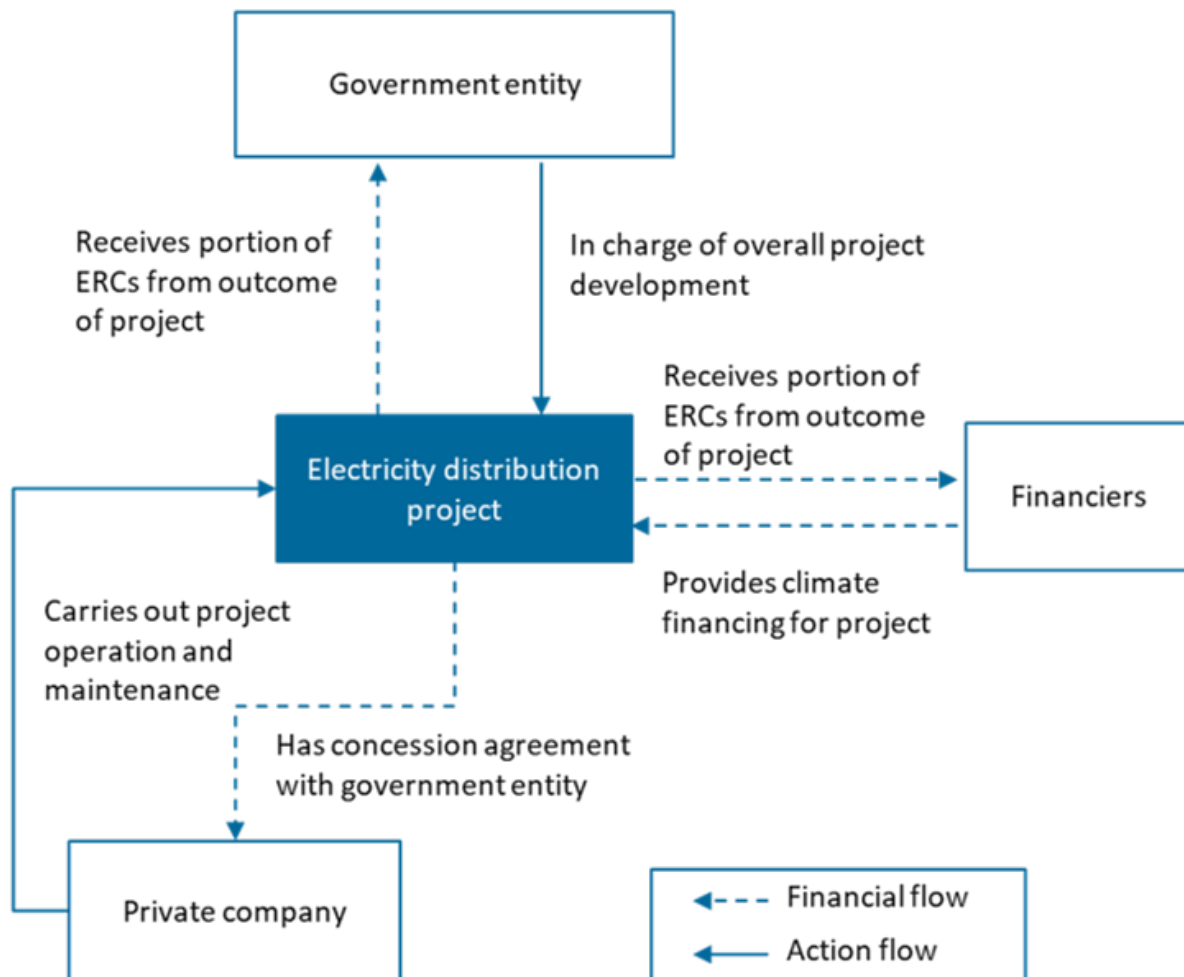 Government entity
Receives portion of
ERCs from outcome
of project
In charge of overall project
development
Receives portion of
ERCs from outcome
of project
Electricity distribution
project
Financiers
Provides climate
financing for project
Carries out project
operation and
maintenance
Has concession agreement
with government entity
Private company
Financial flow
Action flow